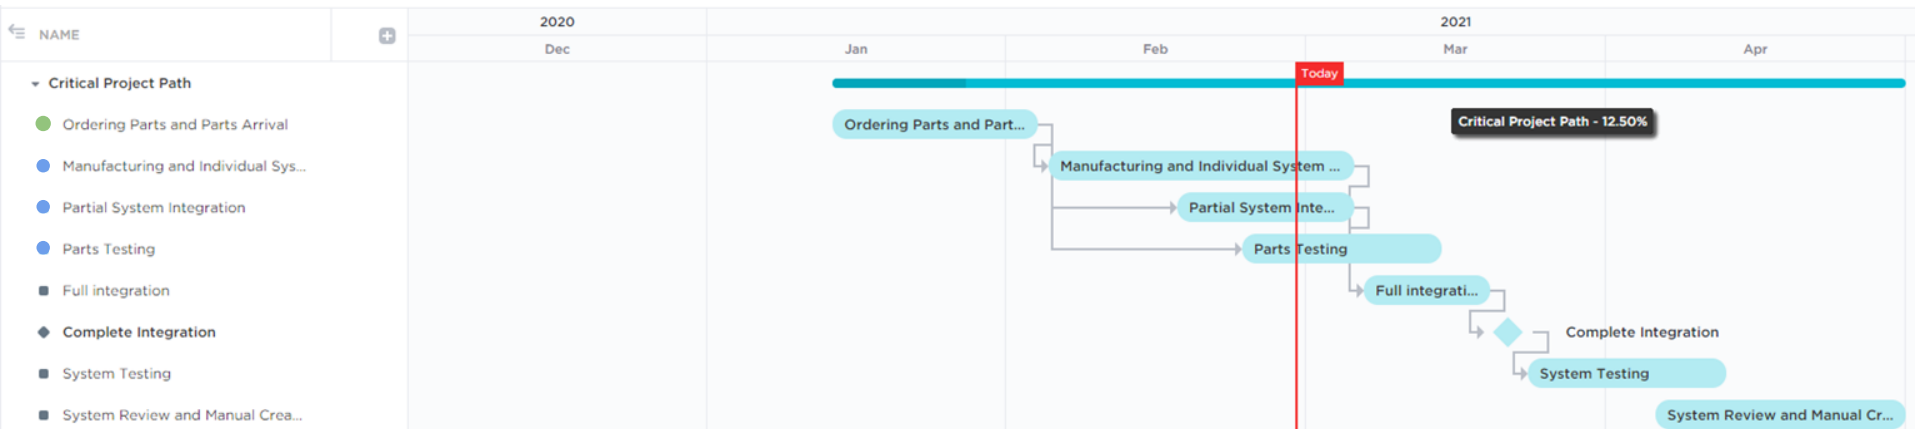 2020 2021
NAME
Dec Jan Feb Mar Apr
Today
Critical Project Path
Ordering Parts and Parts Arrival Ordering Parts and Part... Critical Project Path - 12.50%
Manufacturing and Individual Sys... Manufacturing and Individual System ...
Partial System Integration Partial System Inte...
Parts Testing Parts Testing
Full integration Full integrati...
Complete Integration Complete Integration
System Testing System Testing
System Review and Manual Crea... System Review and Manual Cr...